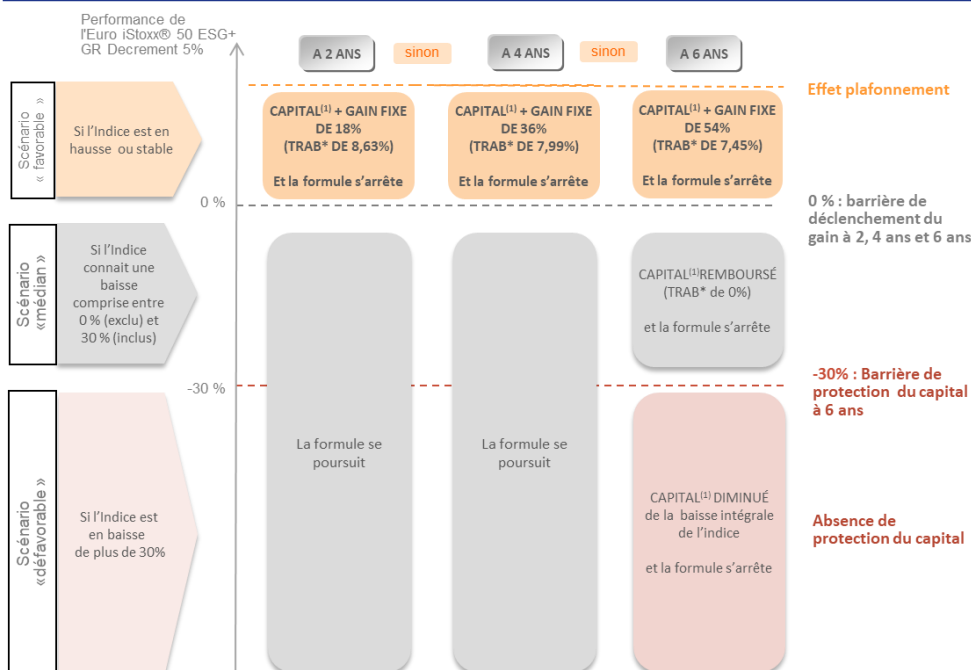 Performance de
l'Euro iStoxx® 50 ESG+
GR Decrement 5%
A 2 ANS
sinon
A 4 ANS
sinon
A 6 ANS
Effet plafonnement
Scénario
« favorable »
Si l'Indice est en
hausse ou stable
CAPITAL(1) + GAIN FIXE
DE 18%
(TRAB* DE 8,63%)
Et la formule s'arrête
CAPITAL(1) + GAIN FIXE
DE 36%
(TRAB* DE 7,99%)
Et la formule s'arrête
CAPITAL(1) + GAIN FIXE
DE 54%
(TRAB* DE 7,45%)
Et la formule s'arrête
0 %
0 % : barrière de
déclenchement du
gain à 2, 4 ans et 6 ans
Scénario
«médian »
Si l'Indice
connait une
baisse
comprise entre
0 % (exclu) et
30 % (inclus)
CAPITAL(1)REMBOURSÉ
(TRAB* de 0%)
et la formule s'arrête
-30 %
-30% : Barrière de
protection du capital
à 6 ans
Scénario
«défavorable »
Si l'Indice est
en baisse
de plus de 30%
La formule se
poursuit
La formule se
poursuit
CAPITAL(1) DIMINUÉ
de la baisse intégrale
de l'indice
et la formule s'arrête
Absence de
protection du capital